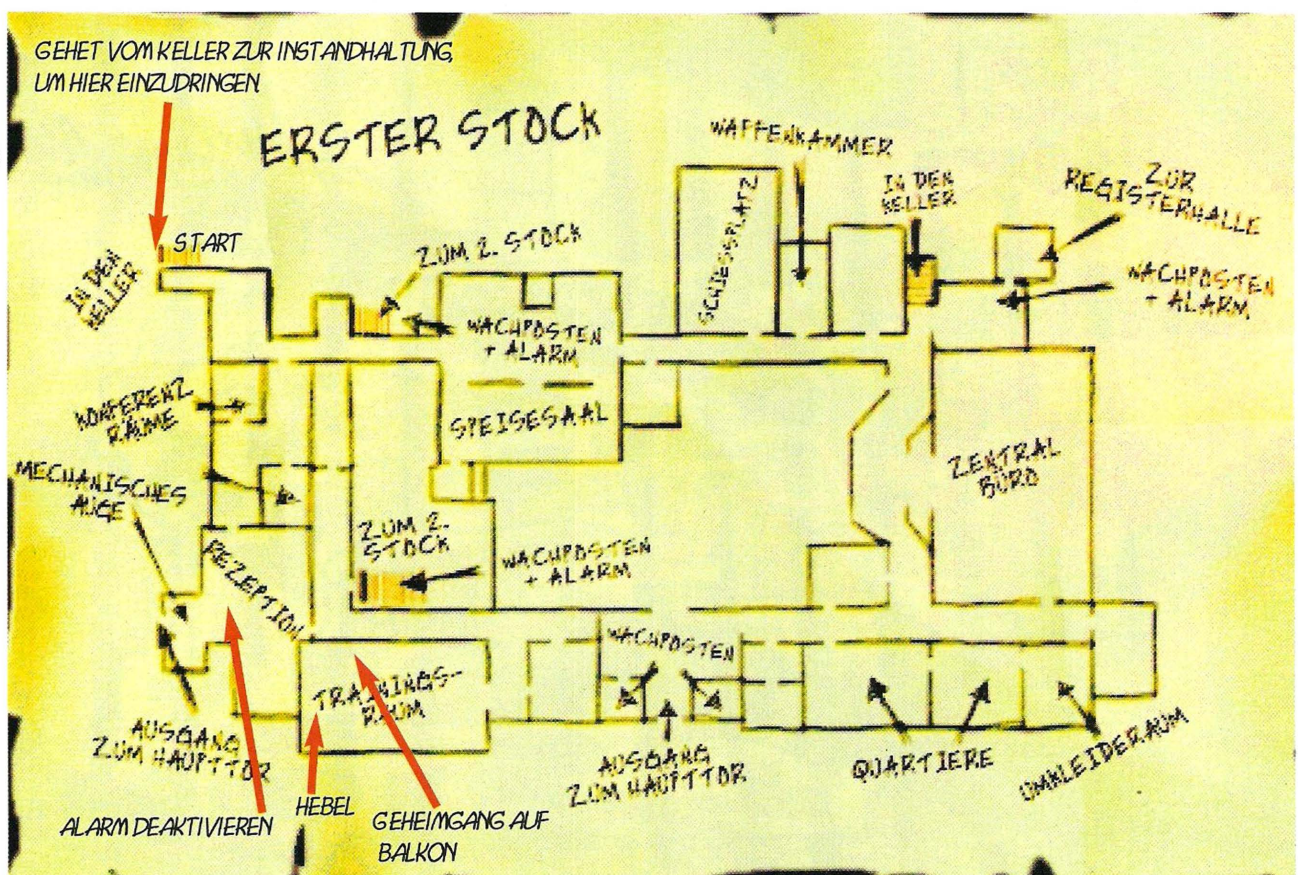 GEHET VOM KELLER ZUR INSTANDHALTUNG,
UM HIER EINZUDRINGEN.
ERSTER STOCK
START
IN DEN
KELLER
ZUM 2. STOCK
WACHPOSTEN
+ ALARM
SPEISESAAL
SCHIESSPLATZ
WAFFENKAMMER
IN DEN
KELLER
ZUR
REGISTERHALLE
WACHPOSTEN
+ ALARM
KONFERENZ
RÄUME
MECHANISCHES
AUGE
REZEPTION
ZUM 2.
STOCK
WACHPOSTEN
+ ALARM
ZENTRAL
BÜRO
TRAININGS-
RAUM
WACHPOSTEN
AUSGANG
ZUM HAUPTTOR
AUSGANG
ZUM HAUPTTOR
QUARTIERE
UMKLEIDERAUM
ALARM DEAKTIVIEREN
HEBEL
GEHEIMGANG AUF
BALKON